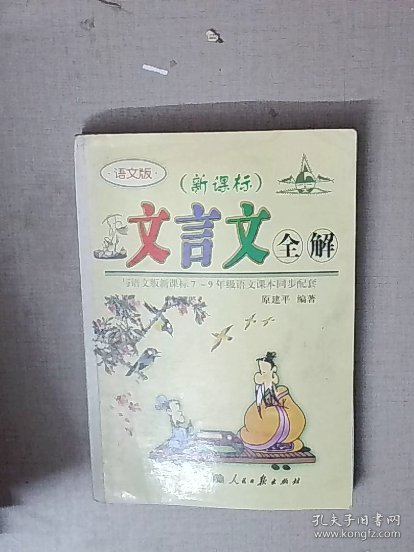 ·语文版·
（新课标）
文言文全解
与语文版新课标7－9年级语文课本同步配套
原建平 编著
人民日报出版社
孔夫子旧书网
kongfz.com